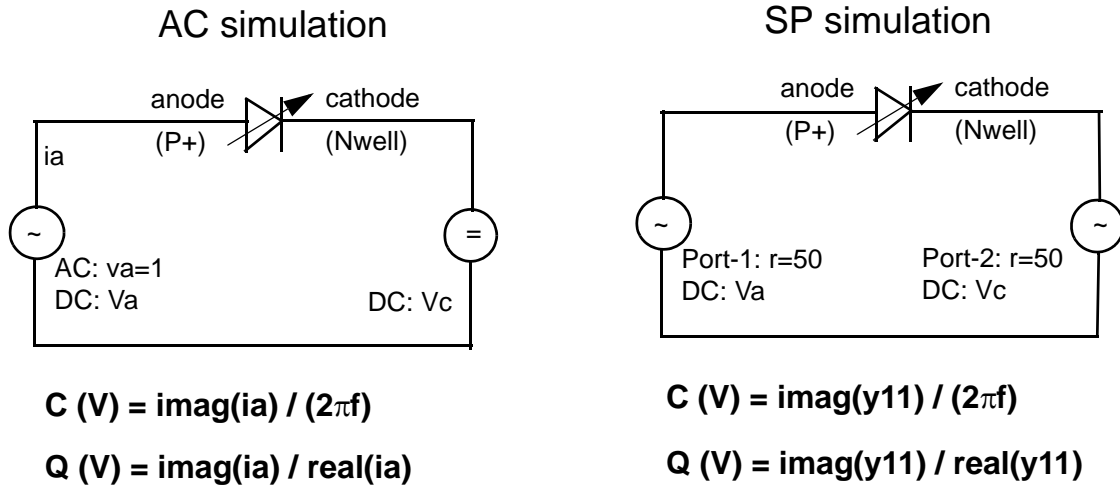 AC simulation
anode
cathode
(P+)
(Nwell)
ia
~
=
AC: va=1
DC: Va
DC: Vc
C (V) = imag(ia) / (2πf)
Q (V) = imag(ia) / real(ia)
SP simulation
anode
cathode
(P+)
(Nwell)
~
~
Port-1: r=50
DC: Va
Port-2: r=50
DC: Vc
C (V) = imag(y11) / (2πf)
Q (V) = imag(y11) / real(y11)